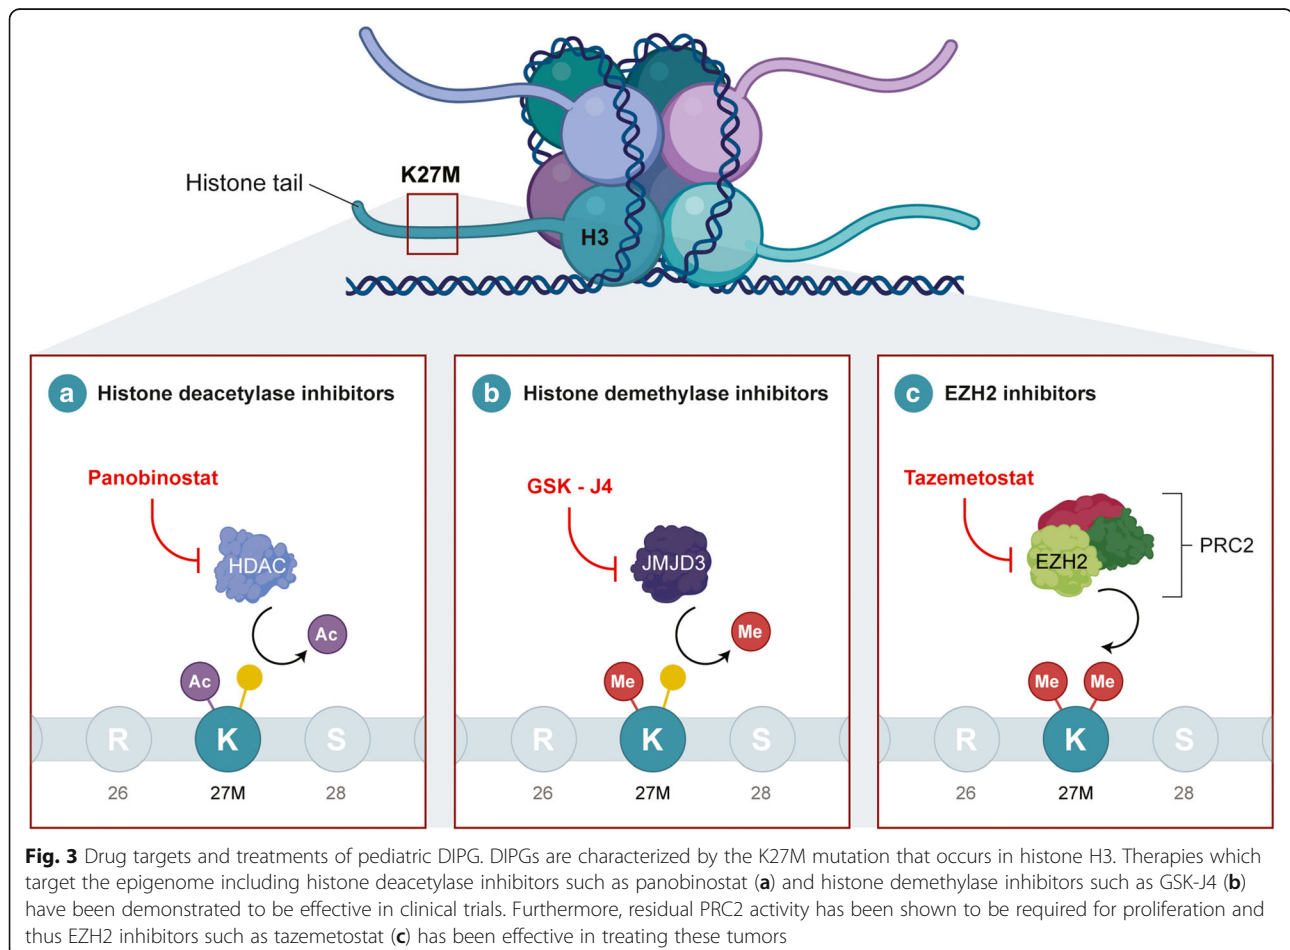 K27M
Histone tail
H3
a Histone deacetylase inhibitors
Panobinostat
HDAC
Ac
Ac
R K S
26 27M 28
b Histone demethylase inhibitors
GSK - J4
JMJD3
Me
Me
R K S
26 27M 28
c EZH2 inhibitors
Tazemetostat
EZH2
PRC2
Me Me
R K S
26 27M 28
Fig. 3 Drug targets and treatments of pediatric DIPG. DIPGs are characterized by the K27M mutation that occurs in histone H3. Therapies which
target the epigenome including histone deacetylase inhibitors such as panobinostat (a) and histone demethylase inhibitors such as GSK-J4 (b)
have been demonstrated to be effective in clinical trials. Furthermore, residual PRC2 activity has been shown to be required for proliferation and
thus EZH2 inhibitors such as tazemetostat (c) has been effective in treating these tumors